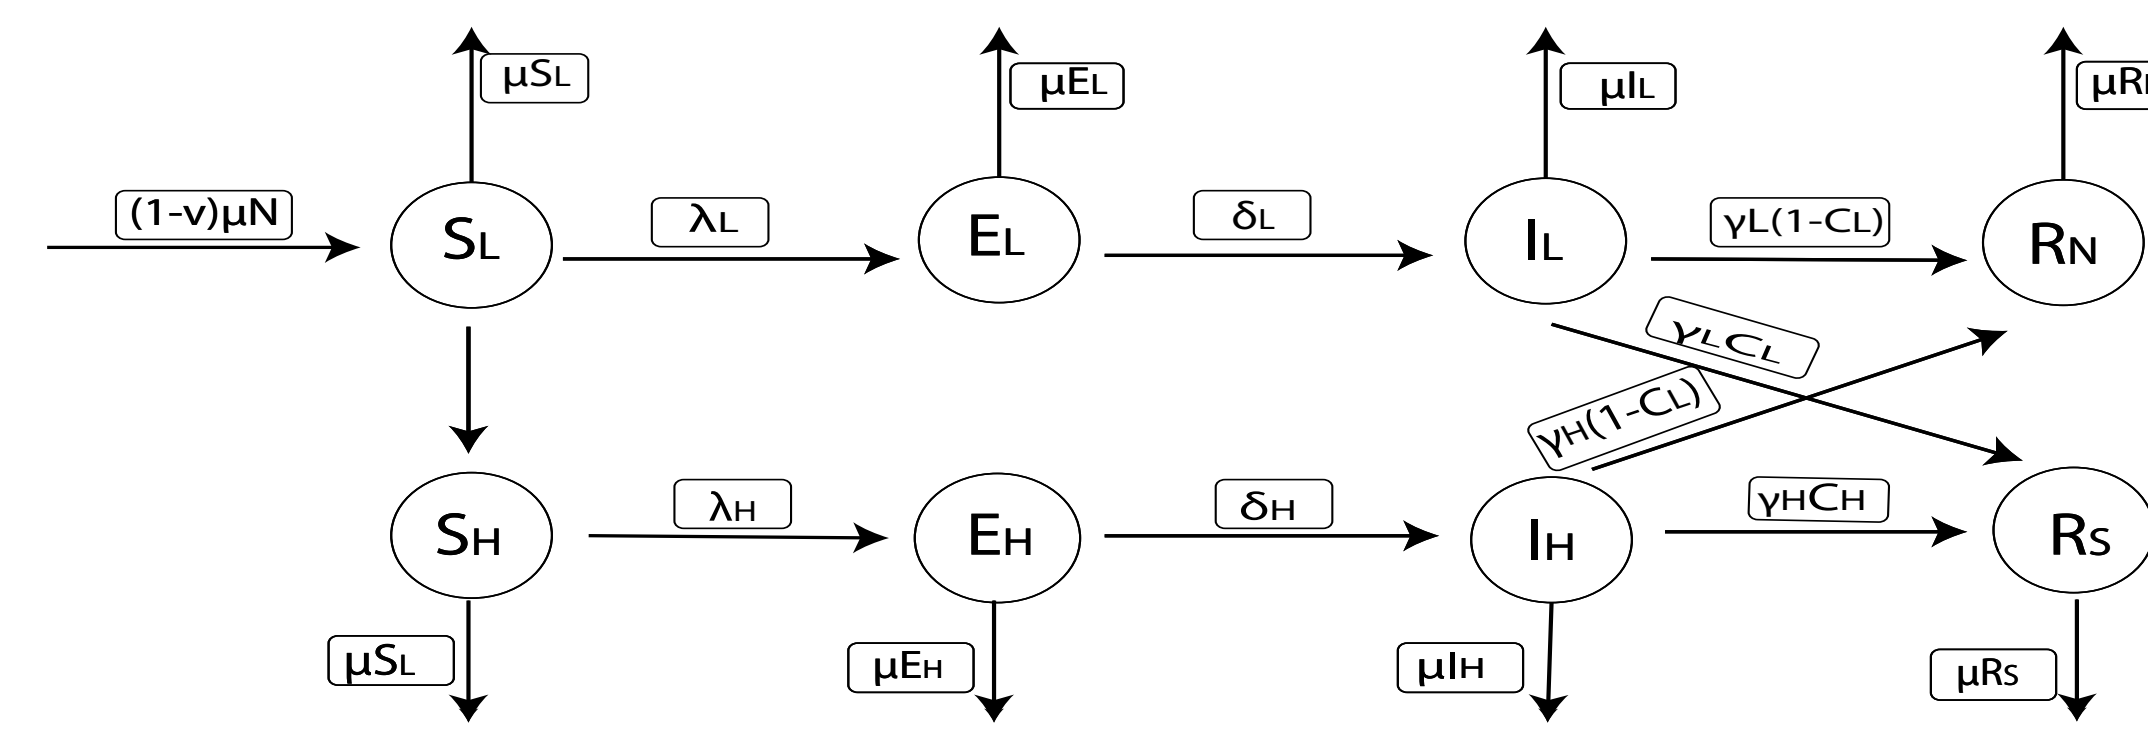 μSL
μEL
μIL
μR
(1-v)μN
SL
λL
EL
δL
IL
γL(1-CL)
RN
γLCL
γH(1-CL)
SH
λH
EH
δH
IH
γHCH
RS
μSL
μEH
μIH
μRS